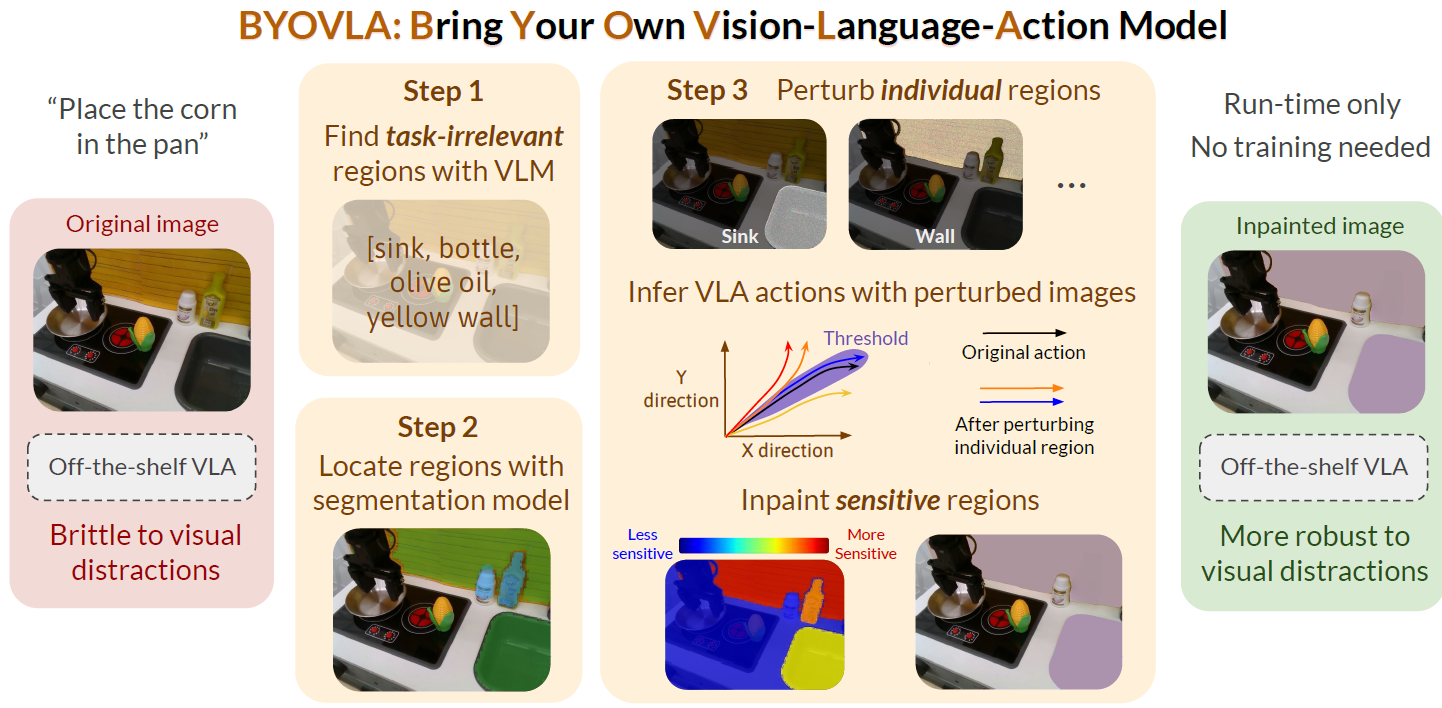 BYOVLA: Bring Your Own Vision-Language-Action Model
“Place the corn
in the pan”
Original image
Off-the-shelf VLA
Brittle to visual
distractions
Step 1
Find task-irrelevant
regions with VLM
[sink, bottle,
olive oil,
yellow wall]
Step 2
Locate regions with
segmentation model
Step 3 Perturb individual regions
Sink
Wall
...
Infer VLA actions with perturbed images
Y
direction
X direction
Threshold
Original action
After perturbing
individual region
Inpaint sensitive regions
Less
sensitive
More
Sensitive
Run-time only
No training needed
Inpainted image
Off-the-shelf VLA
More robust to
visual distractions